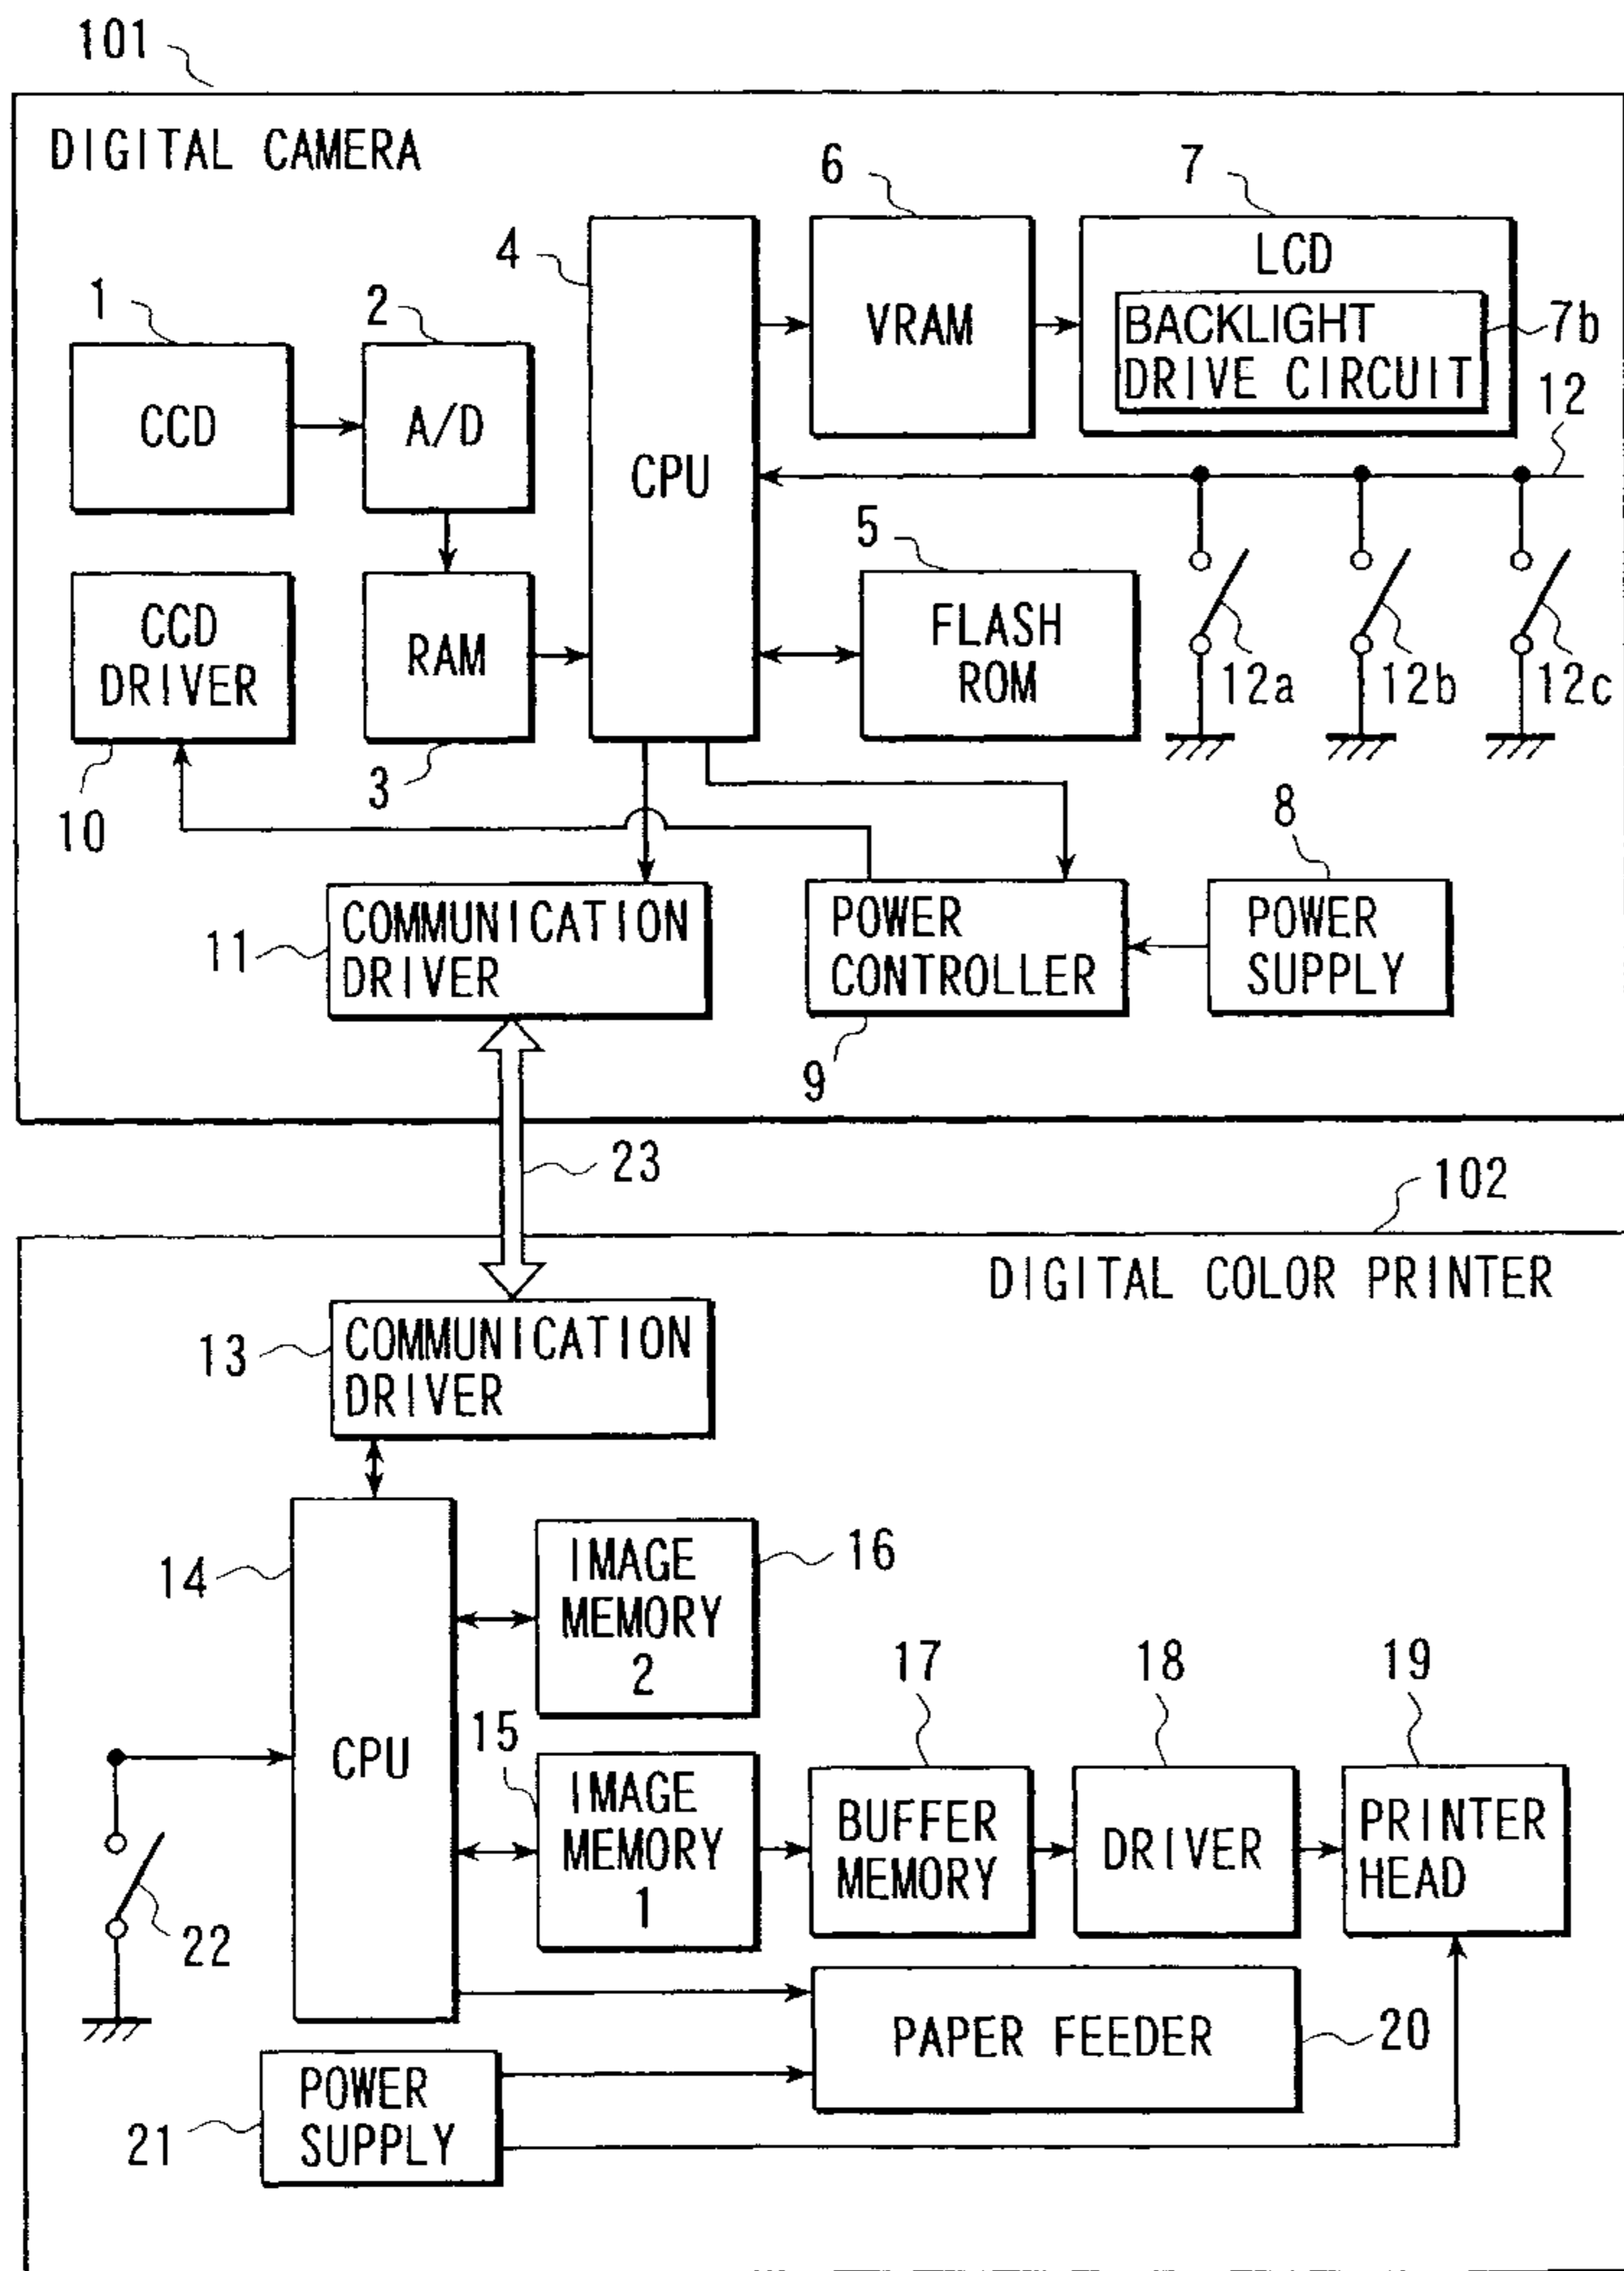 101
DIGITAL CAMERA
6
7
4
LCD
1
2
VRAM
BACKLIGHT
DRIVE CIRCUIT
7b
12
CCD
A/D
CPU
5
CCD
DRIVER
RAM
FLASH
ROM
12a
12b
12c
10
3
8
11
COMMUNICATION
DRIVER
POWER
CONTROLLER
POWER
SUPPLY
9
23
102
DIGITAL COLOR PRINTER
13
COMMUNICATION
DRIVER
14
IMAGE
MEMORY
2
16
17
18
19
15
CPU
IMAGE
MEMORY
1
BUFFER
MEMORY
DRIVER
PRINTER
HEAD
22
PAPER FEEDER
20
21
POWER
SUPPLY